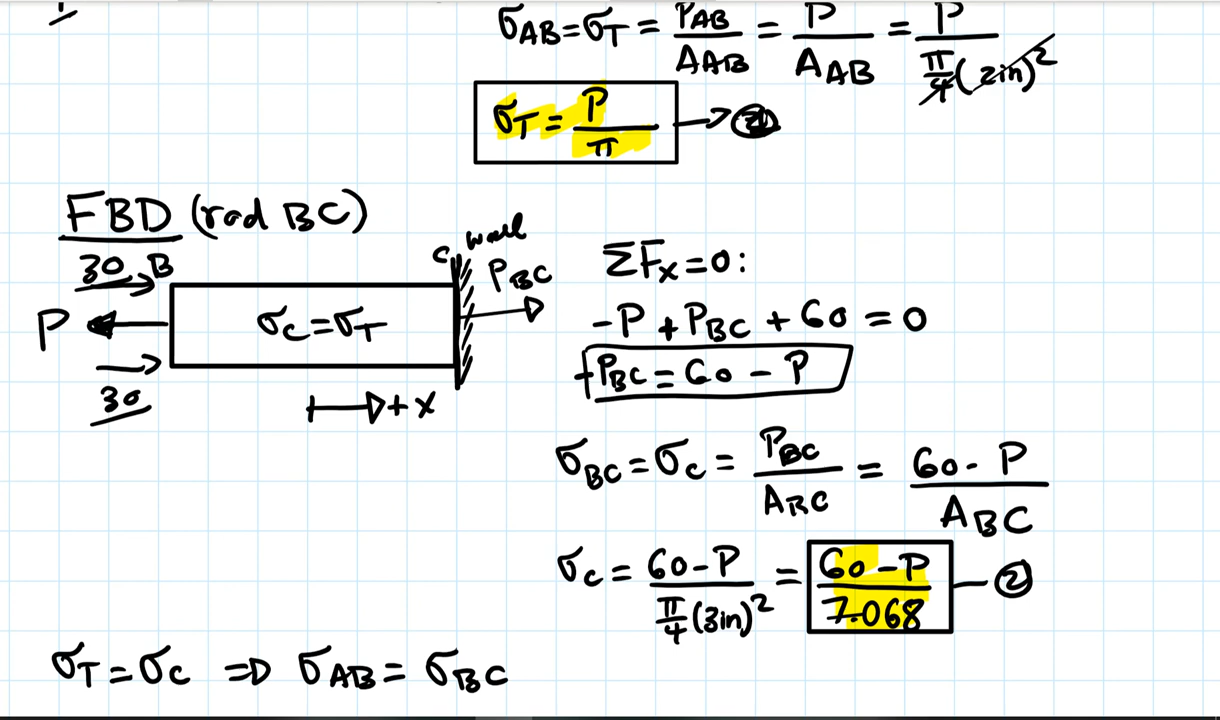 σAB=σT = PAB/AAB = P/AAB = P/(π/4 (2in)²)
σT = P/π →
FBD (rod BC)
30 B C wall
PBC
P σC=σT
30
+x
ΣFx=0:
-P + PBC + 60 = 0
+PBC = 60 - P
σBC = σC = PBC/ABC = 60-P/ABC
σC = 60-P/(π/4 (3in)²) = 60-P/7.068 – ②
σT = σC ⇒ σAB = σBC